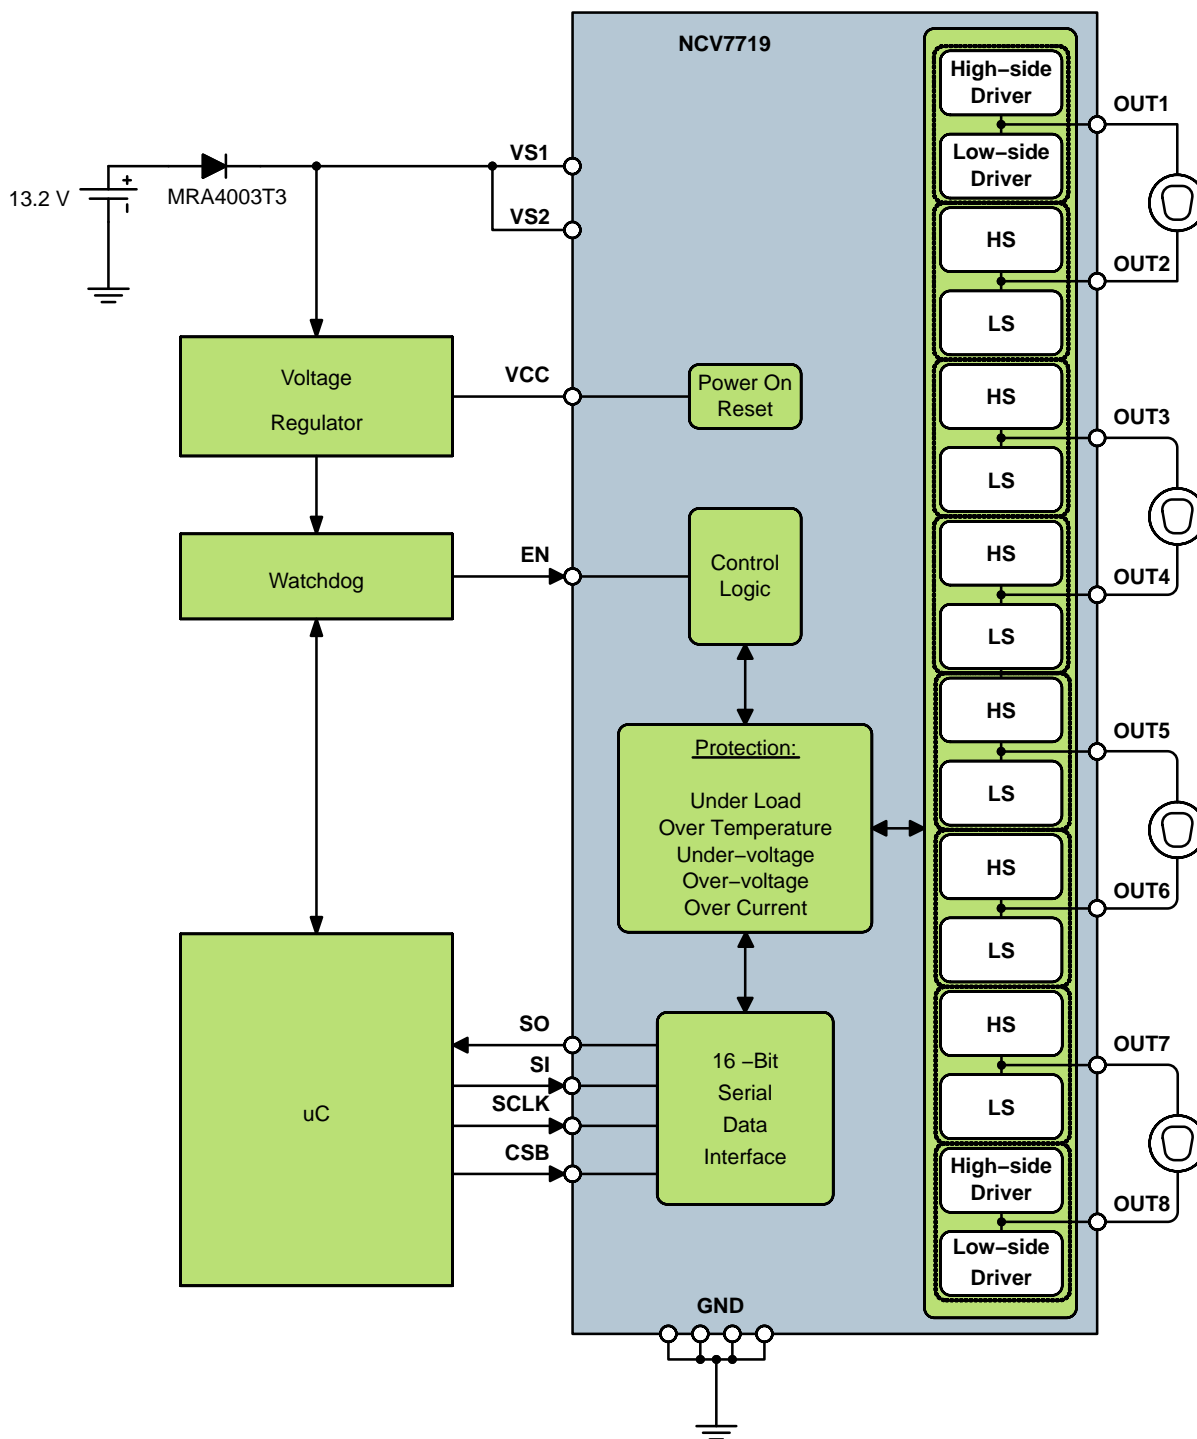 NCV7719
High−side
Driver
OUT1
Low−side
Driver
VS1
13.2 V
+
MRA4003T3
VS2
HS
OUT2
LS
Voltage
Regulator
VCC
Power On
Reset
HS
OUT3
LS
Watchdog
EN
Control
Logic
HS
OUT4
LS
HS
Protection:
Under Load
Over Temperature
Under−voltage
Over−voltage
Over Current
OUT5
LS
HS
OUT6
LS
uC
SO
SI
SCLK
CSB
16 −Bit
Serial
Data
Interface
HS
OUT7
LS
High−side
Driver
OUT8
Low−side
Driver
GND